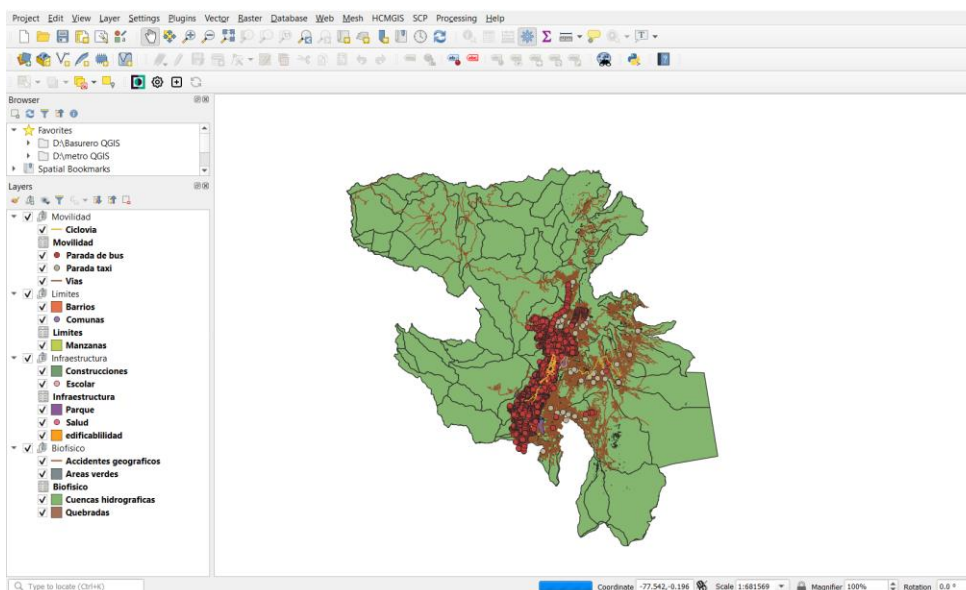 Project Edit View Layer Settings Plugins Vector Raster Database Web Mesh HCMGIS SCP Processing Help
Browser
Favorites
D:\Basurero QGIS
D:\metro QGIS
Spatial Bookmarks
Layers
Movilidad
Ciclovia
Movilidad
Parada de bus
Parada taxi
Vias
Limites
Barrios
Comunas
Limites
Manzanas
Infraestructura
Construcciones
Escolar
Infraestructura
Parque
Salud
edificablilidad
Biofisico
Accidentes geograficos
Areas verdes
Biofisico
Cuencas hidrograficas
Quebradas
Type to locate (Ctrl+K) Coordinate -77.542,-0.196 Scale 1:681569 Magnifier 100% Rotation 0.0 °